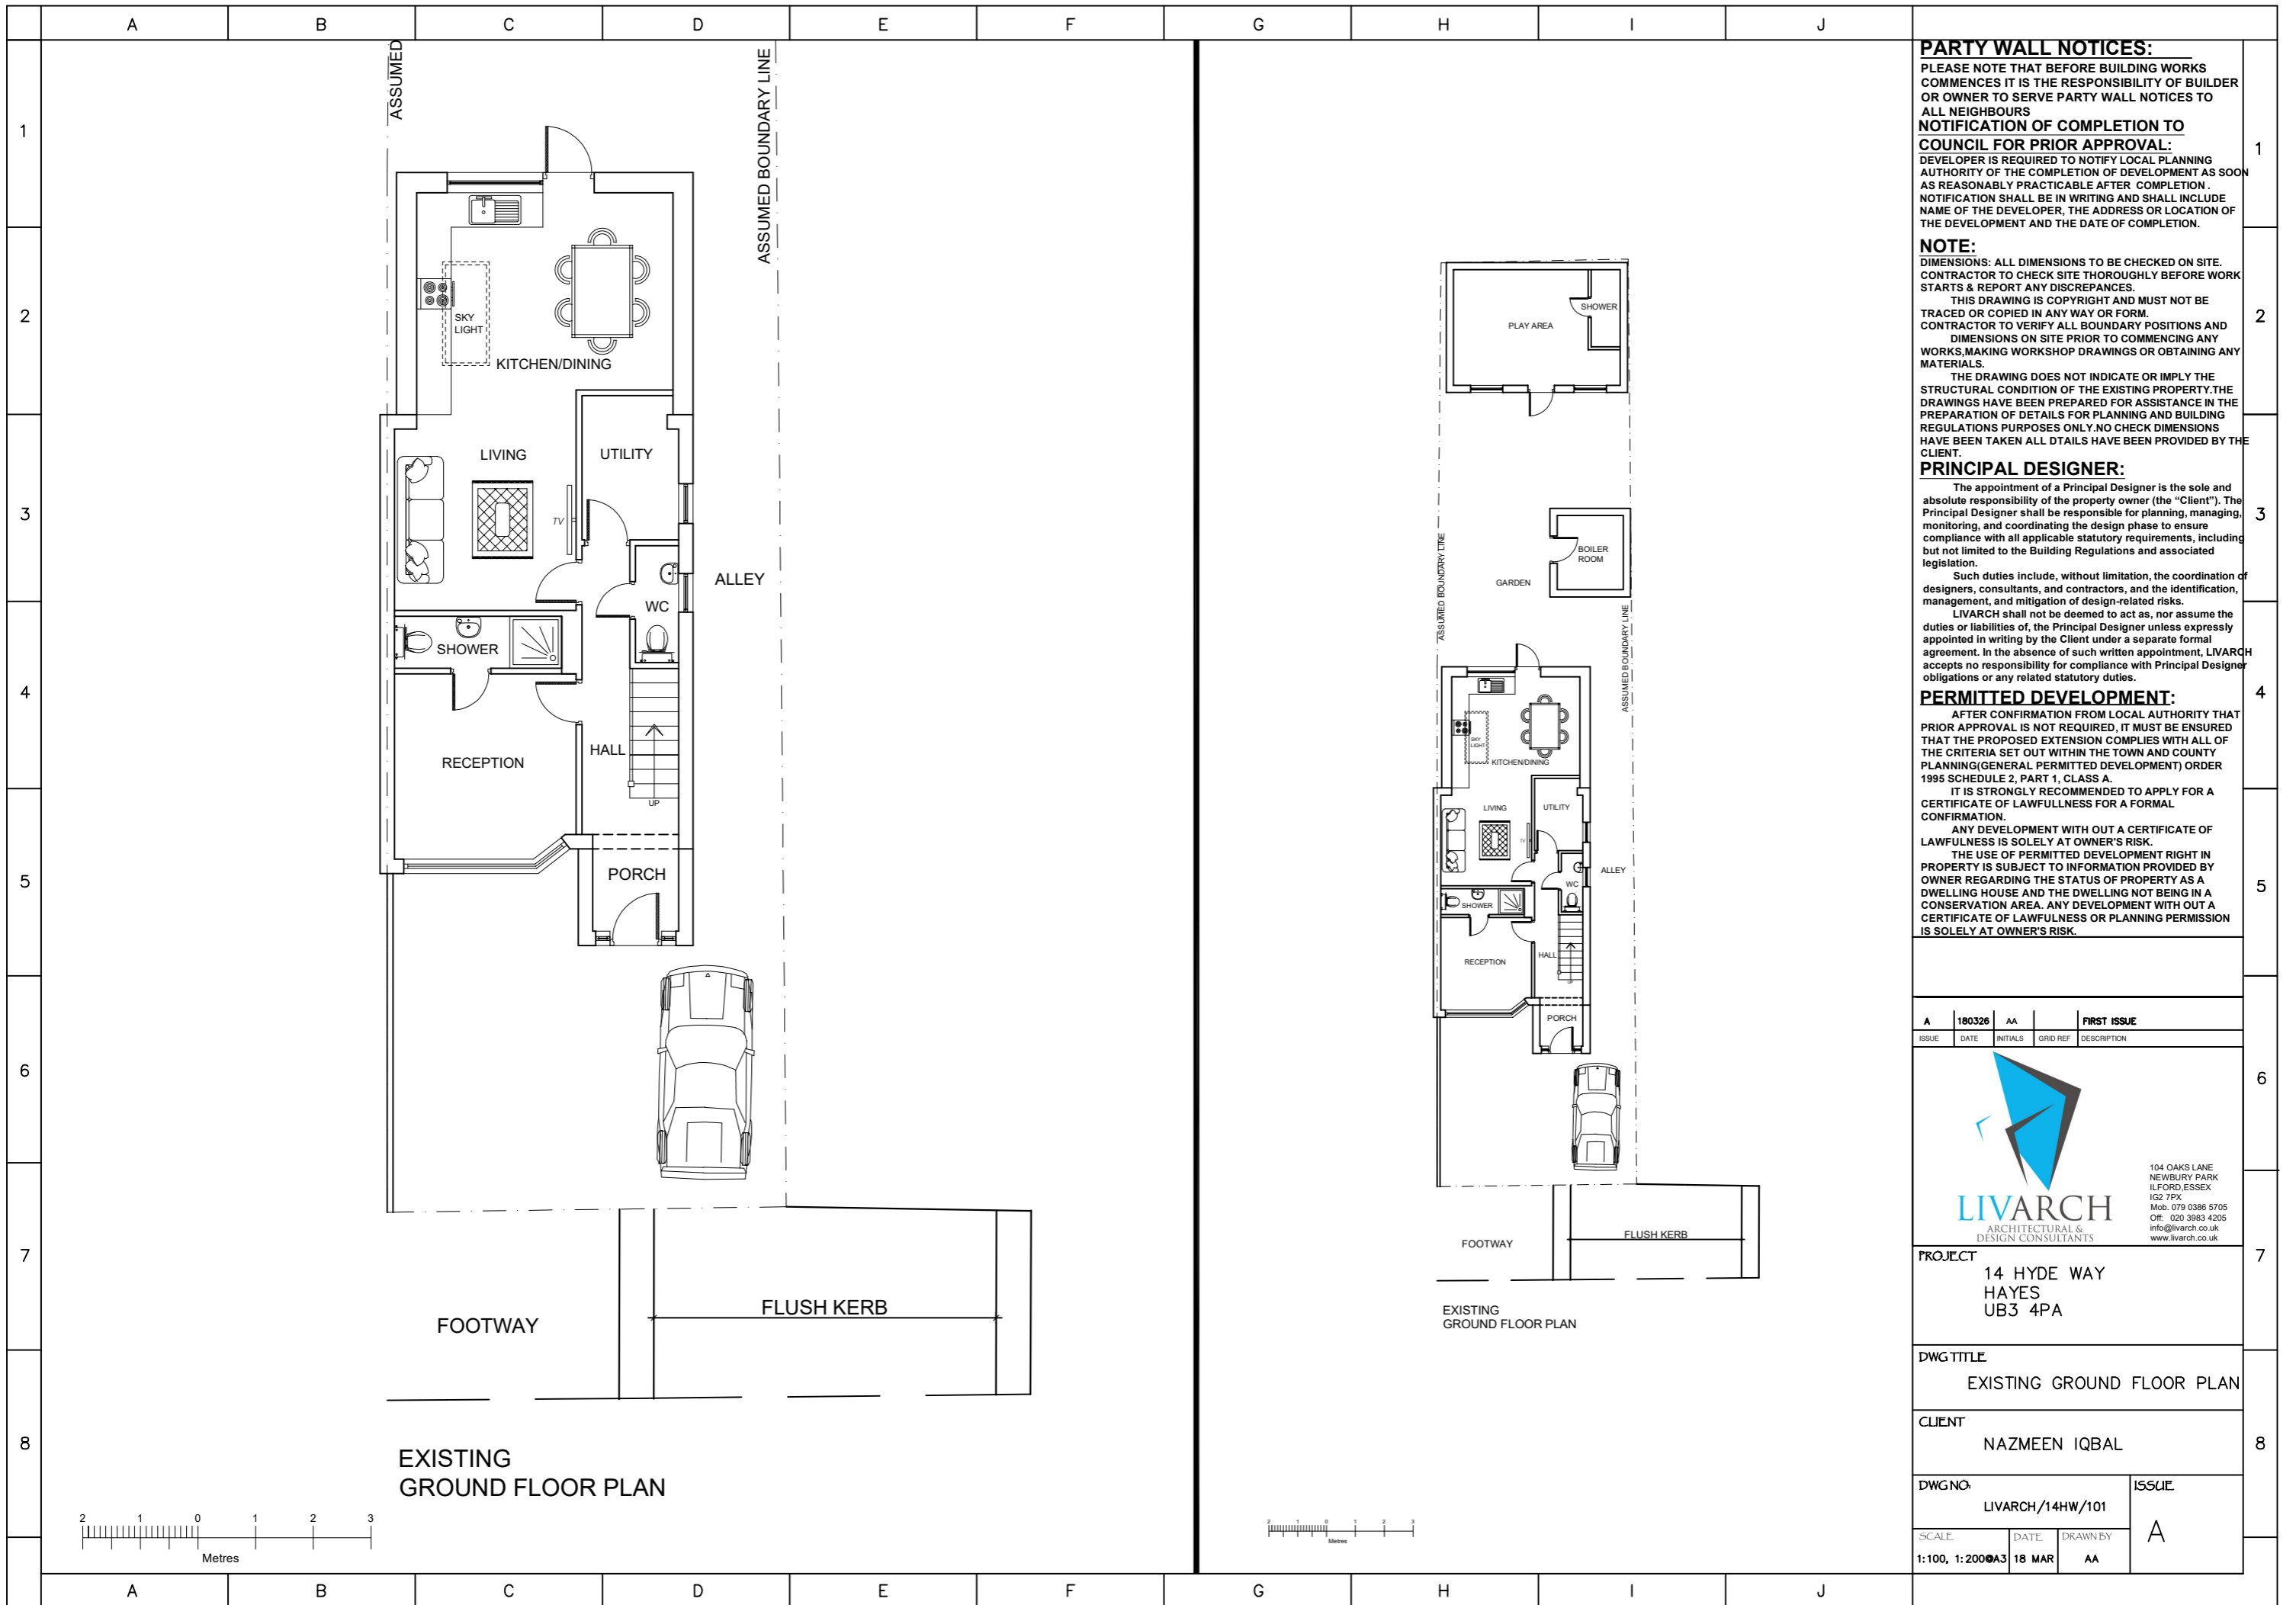 A B C D E F G H I J
1
2
3
4
5
6
7
8
ASSUMED
ASSUMED BOUNDARY LINE
SKY
LIGHT
KITCHEN/DINING
LIVING
UTILITY
TV
ALLEY
WC
SHOWER
RECEPTION
HALL
UP
PORCH
FOOTWAY
FLUSH KERB
EXISTING
GROUND FLOOR PLAN
2 1 0 1 2 3
Metres
PLAY AREA
SHOWER
BOILER
ROOM
GARDEN
ASSUMED BOUNDARY LINE
ASSUMED BOUNDARY LINE
SKY
LIGHT
KITCHEN/DINING
LIVING
UTILITY
TV
ALLEY
WC
SHOWER
RECEPTION
HALL
UP
PORCH
FOOTWAY
FLUSH KERB
EXISTING
GROUND FLOOR PLAN
2 1 0 1 2 3
Metres
A B C D E F G H I J
PARTY WALL NOTICES:
PLEASE NOTE THAT BEFORE BUILDING WORKS
COMMENCES IT IS THE RESPONSIBILITY OF BUILDER
OR OWNER TO SERVE PARTY WALL NOTICES TO
ALL NEIGHBOURS
NOTIFICATION OF COMPLETION TO
COUNCIL FOR PRIOR APPROVAL:
DEVELOPER IS REQUIRED TO NOTIFY LOCAL PLANNING
AUTHORITY OF THE COMPLETION OF DEVELOPMENT AS SOON
AS REASONABLY PRACTICABLE AFTER COMPLETION .
NOTIFICATION SHALL BE IN WRITING AND SHALL INCLUDE
NAME OF THE DEVELOPER, THE ADDRESS OR LOCATION OF
THE DEVELOPMENT AND THE DATE OF COMPLETION.
NOTE:
DIMENSIONS: ALL DIMENSIONS TO BE CHECKED ON SITE.
CONTRACTOR TO CHECK SITE THOROUGHLY BEFORE WORK
STARTS & REPORT ANY DISCREPANCES.
THIS DRAWING IS COPYRIGHT AND MUST NOT BE
TRACED OR COPIED IN ANY WAY OR FORM.
CONTRACTOR TO VERIFY ALL BOUNDARY POSITIONS AND
DIMENSIONS ON SITE PRIOR TO COMMENCING ANY
WORKS,MAKING WORKSHOP DRAWINGS OR OBTAINING ANY
MATERIALS.
THE DRAWING DOES NOT INDICATE OR IMPLY THE
STRUCTURAL CONDITION OF THE EXISTING PROPERTY.THE
DRAWINGS HAVE BEEN PREPARED FOR ASSISTANCE IN THE
PREPARATION OF DETAILS FOR PLANNING AND BUILDING
REGULATIONS PURPOSES ONLY.NO CHECK DIMENSIONS
HAVE BEEN TAKEN ALL DTAILS HAVE BEEN PROVIDED BY THE
CLIENT.
PRINCIPAL DESIGNER:
The appointment of a Principal Designer is the sole and
absolute responsibility of the property owner (the “Client”). The
Principal Designer shall be responsible for planning, managing,
monitoring, and coordinating the design phase to ensure
compliance with all applicable statutory requirements, including
but not limited to the Building Regulations and associated
legislation.
Such duties include, without limitation, the coordination of
designers, consultants, and contractors, and the identification,
management, and mitigation of design-related risks.
LIVARCH shall not be deemed to act as, nor assume the
duties or liabilities of, the Principal Designer unless expressly
appointed in writing by the Client under a separate formal
agreement. In the absence of such written appointment, LIVARCH
accepts no responsibility for compliance with Principal Designer
obligations or any related statutory duties.
PERMITTED DEVELOPMENT:
AFTER CONFIRMATION FROM LOCAL AUTHORITY THAT
PRIOR APPROVAL IS NOT REQUIRED, IT MUST BE ENSURED
THAT THE PROPOSED EXTENSION COMPLIES WITH ALL OF
THE CRITERIA SET OUT WITHIN THE TOWN AND COUNTY
PLANNING(GENERAL PERMITTED DEVELOPMENT) ORDER
1995 SCHEDULE 2, PART 1, CLASS A.
IT IS STRONGLY RECOMMENDED TO APPLY FOR A
CERTIFICATE OF LAWFULLNESS FOR A FORMAL
CONFIRMATION.
ANY DEVELOPMENT WITH OUT A CERTIFICATE OF
LAWFULNESS IS SOLELY AT OWNER'S RISK.
THE USE OF PERMITTED DEVELOPMENT RIGHT IN
PROPERTY IS SUBJECT TO INFORMATION PROVIDED BY
OWNER REGARDING THE STATUS OF PROPERTY AS A
DWELLING HOUSE AND THE DWELLING NOT BEING IN A
CONSERVATION AREA. ANY DEVELOPMENT WITH OUT A
CERTIFICATE OF LAWFULNESS OR PLANNING PERMISSION
IS SOLELY AT OWNER'S RISK.
A 180326 AA FIRST ISSUE
ISSUE DATE INITIALS GRID REF DESCRIPTION
LIVARCH
ARCHITECTURAL &
DESIGN CONSULTANTS
104 OAKS LANE
NEWBURY PARK
ILFORD,ESSEX
IG2 7PX
Mob. 079 0386 5705
Off: 020 3983 4205
info@livarch.co.uk
www.livarch.co.uk
PROJECT
14 HYDE WAY
HAYES
UB3 4PA
DWG TITLE
EXISTING GROUND FLOOR PLAN
CLIENT
NAZMEEN IQBAL
DWG NO.
LIVARCH/14HW/101
ISSUE
A
SCALE DATE DRAWN BY
1:100, 1:200@A3 18 MAR AA
1
2
3
4
5
6
7
8